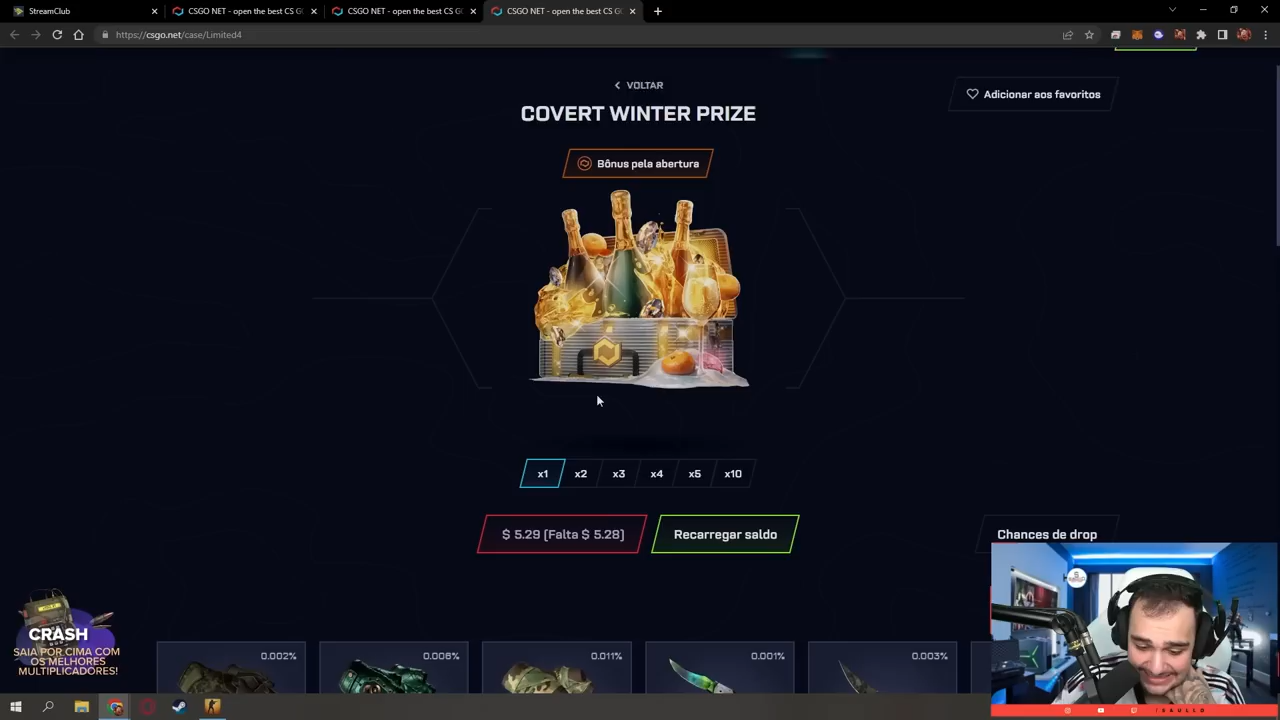 StreamClub
CSGO NET - open the best CS G
CSGO NET - open the best CS G
CSGO NET - open the best CS G
https://csgo.net/case/Limited4
VOLTAR
COVERT WINTER PRIZE
Adicionar aos favoritos
Bônus pela abertura
x1
x2
x3
x4
x5
x10
$ 5.29 (Falta $ 5.28)
Recarregar saldo
Chances de drop
CRASH
SAIA POR CIMA COM
OS MELHORES
MULTIPLICADORES!
0.002%
0.006%
0.011%
0.001%
0.003%